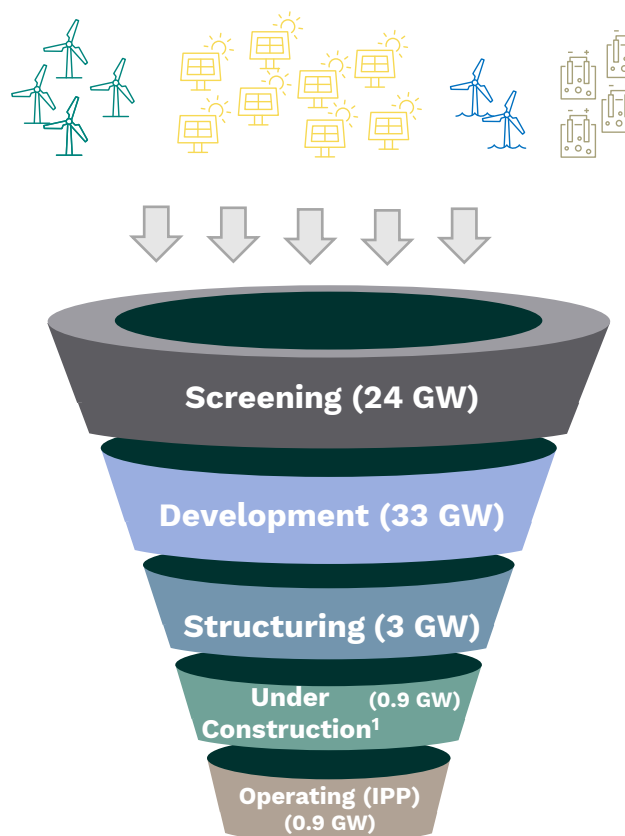 Screening (24 GW)
Development (33 GW)
Structuring (3 GW)
Under (0.9 GW)
Construction¹
Operating (IPP)
(0.9 GW)